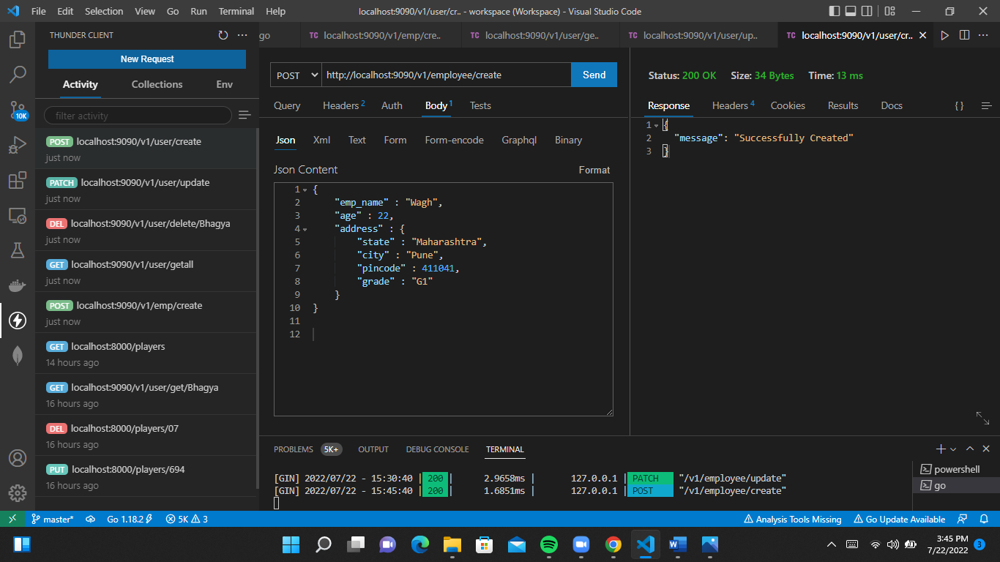 File Edit Selection View Go Run Terminal Help
localhost:9090/v1/user/cr.. - workspace (Workspace) - Visual Studio Code
THUNDER CLIENT
New Request
Activity Collections Env
filter activity
POST localhost:9090/v1/user/create
just now
PATCH localhost:9090/v1/user/update
just now
DEL localhost:9090/v1/user/delete/Bhagya
just now
GET localhost:9090/v1/user/getall
just now
POST localhost:9090/v1/emp/create
just now
GET localhost:8000/players
14 hours ago
GET localhost:9090/v1/user/get/Bhagya
16 hours ago
DEL localhost:8000/players/07
16 hours ago
PUT localhost:8000/players/694
16 hours ago
10K
go TC localhost:9090/v1/emp/cre.. TC localhost:9090/v1/user/ge.. TC localhost:9090/v1/user/up.. TC localhost:9090/v1/user/cr..
POST http://localhost:9090/v1/employee/create Send
Query Headers 2 Auth Body 1 Tests
Json Xml Text Form Form-encode Graphql Binary
Json Content Format
1 {
2 "emp_name" : "Wagh",
3 "age" : 22,
4 "address" : {
5 "state" : "Maharashtra",
6 "city" : "Pune",
7 "pincode" : 411041,
8 "grade" : "G1"
9 }
10 }
11
12
Status: 200 OK Size: 34 Bytes Time: 13 ms
Response Headers 4 Cookies Results Docs { }
1 {
2 "message": "Successfully Created"
3 }
PROBLEMS 5K+ OUTPUT DEBUG CONSOLE TERMINAL
[GIN] 2022/07/22 - 15:30:40 | 200 | 2.9658ms | 127.0.0.1 | PATCH "/v1/employee/update"
[GIN] 2022/07/22 - 15:45:40 | 200 | 1.6851ms | 127.0.0.1 | POST "/v1/employee/create"
powershell
go
master* Go 1.18.2 5K 3 Analysis Tools Missing Go Update Available
3:45 PM
7/22/2022
3